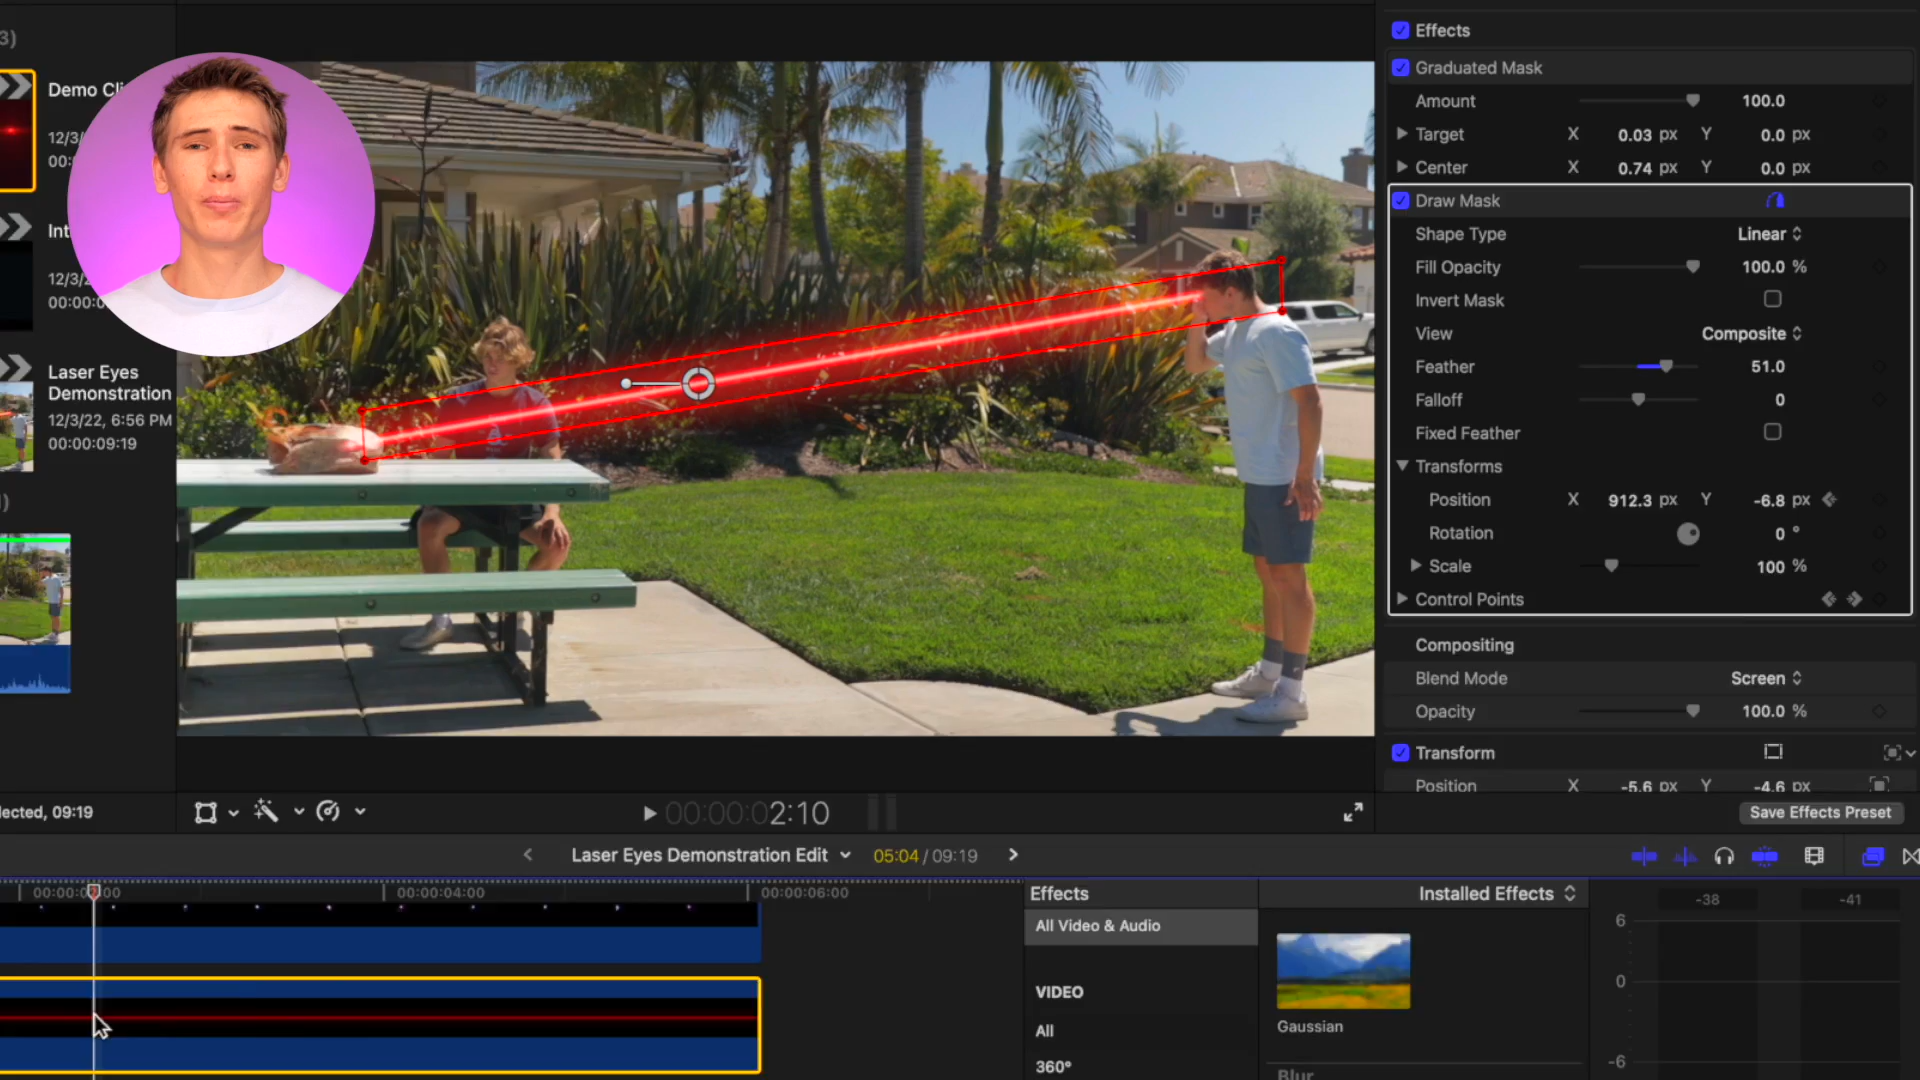 3)
Demo Cli
12/3/
00:
Int
12/3/2
00:00:0
Laser Eyes
Demonstration
12/3/22, 6:56 PM
00:00:09:19
)
lected, 09:19
00:00:02:10
Effects
Graduated Mask
Amount 100.0
Target X 0.03 px Y 0.0 px
Center X 0.74 px Y 0.0 px
Draw Mask
Shape Type Linear
Fill Opacity 100.0 %
Invert Mask
View Composite
Feather 51.0
Falloff 0
Fixed Feather
Transforms
Position X 912.3 px Y -6.8 px
Rotation 0 °
Scale 100 %
Control Points
Compositing
Blend Mode Screen
Opacity 100.0 %
Transform
Position X -5.6 px Y -4.6 px
Save Effects Preset
Laser Eyes Demonstration Edit 05:04 / 09:19
00:00:0 :00 00:00:04:00 00:00:06:00
Effects Installed Effects
All Video & Audio
VIDEO
All
360°
Gaussian
Blur
-38 -41
6
0
-6